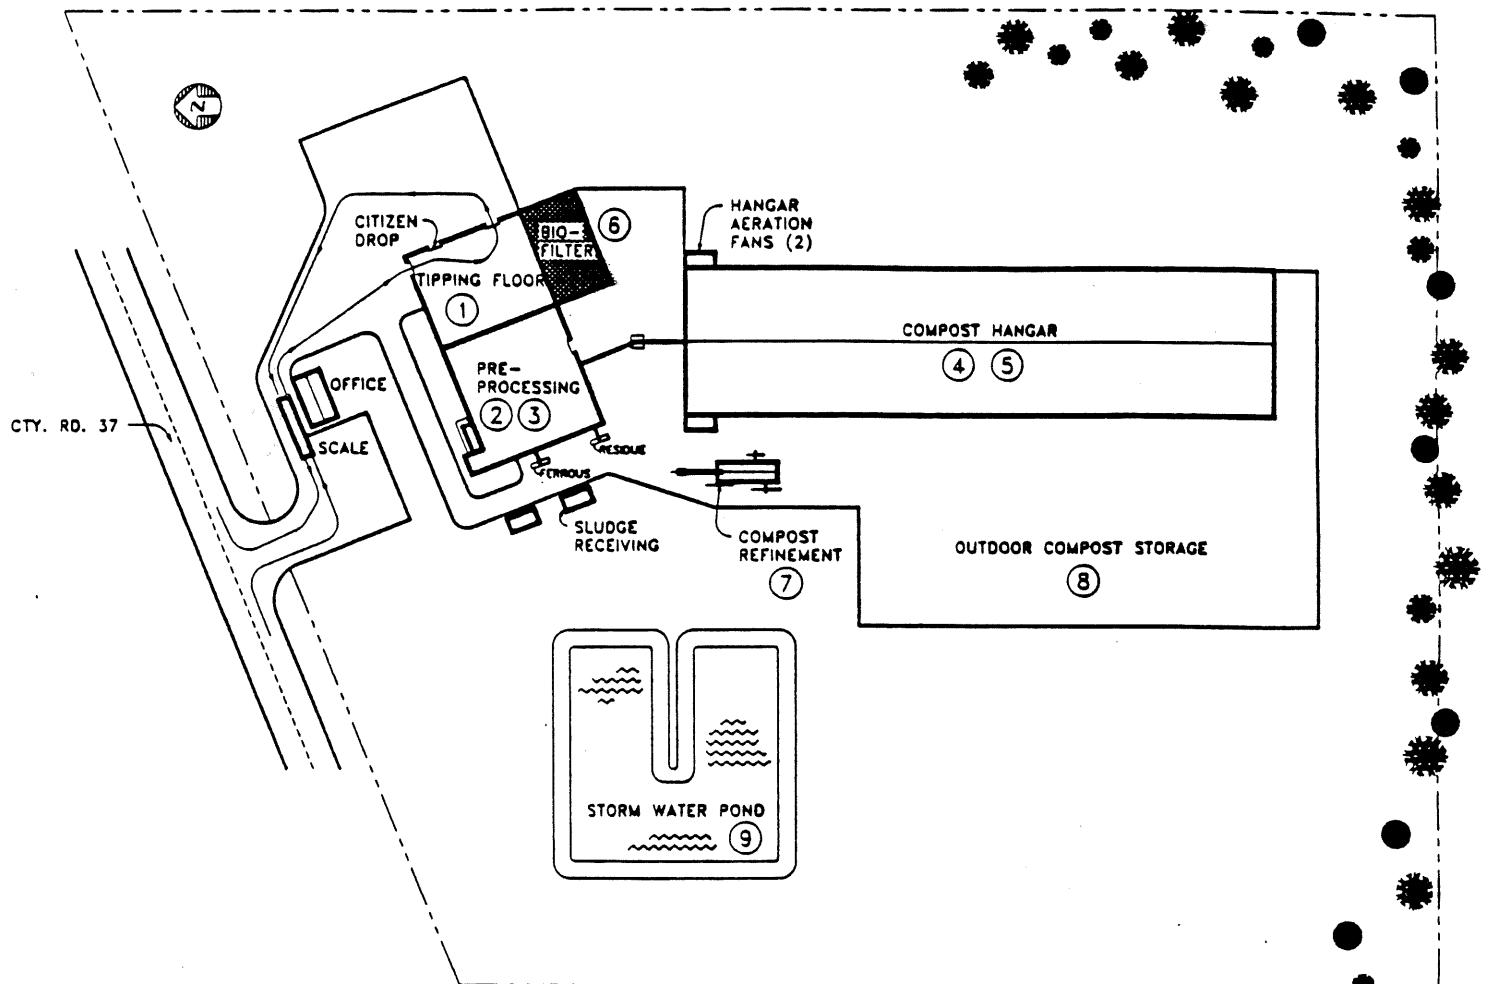 N
HANGAR
AERATION
FANS (2)
CITIZEN
DROP
BIO-
FILTER
6
TIPPING FLOOR
1
COMPOST HANGAR
4 5
PRE-
PROCESSING
2 3
OFFICE
CTY. RD. 37
SCALE
RESIDUE
FERROUS
SLUDGE
RECEIVING
COMPOST
REFINEMENT
7
OUTDOOR COMPOST STORAGE
8
STORM WATER POND
9